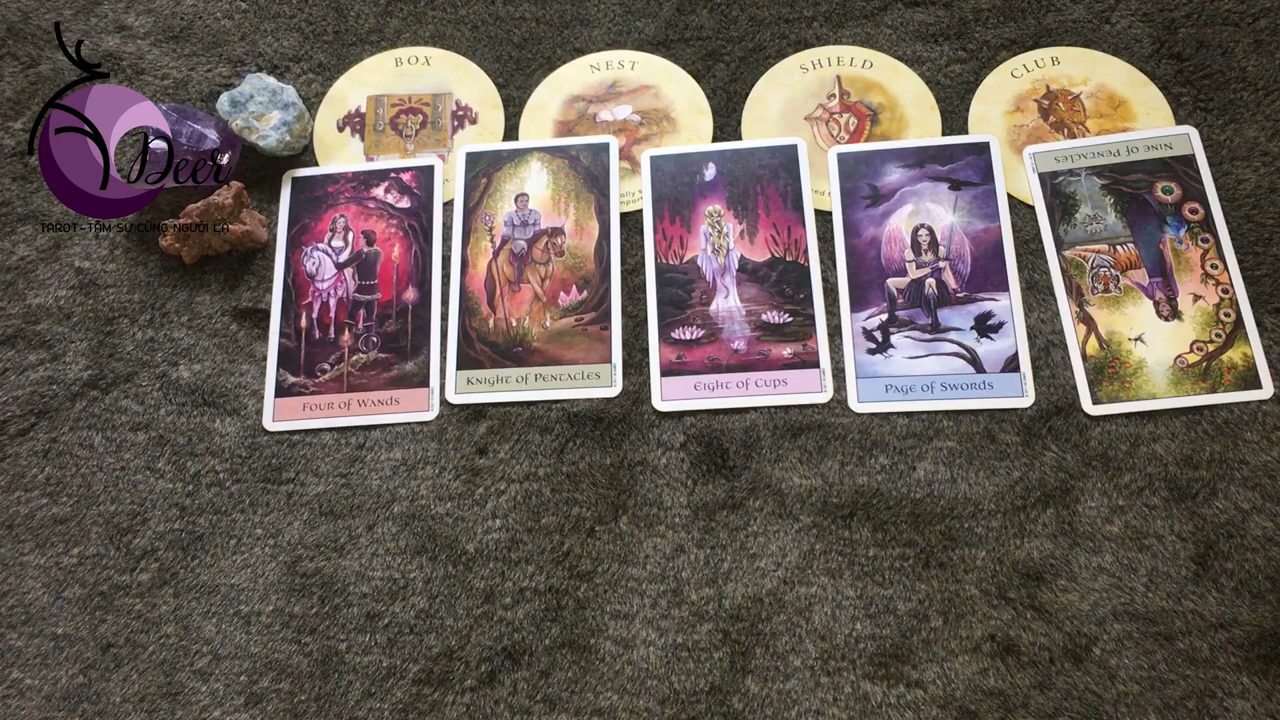 Deer
TAROT-TÂM SỰ CÙNG NGƯỜI LẠ
BOX
NEST
SHIELD
CLUB
Four of Wands
Knight of Pentacles
Eight of Cups
Page of Swords
Nine of Pentacles